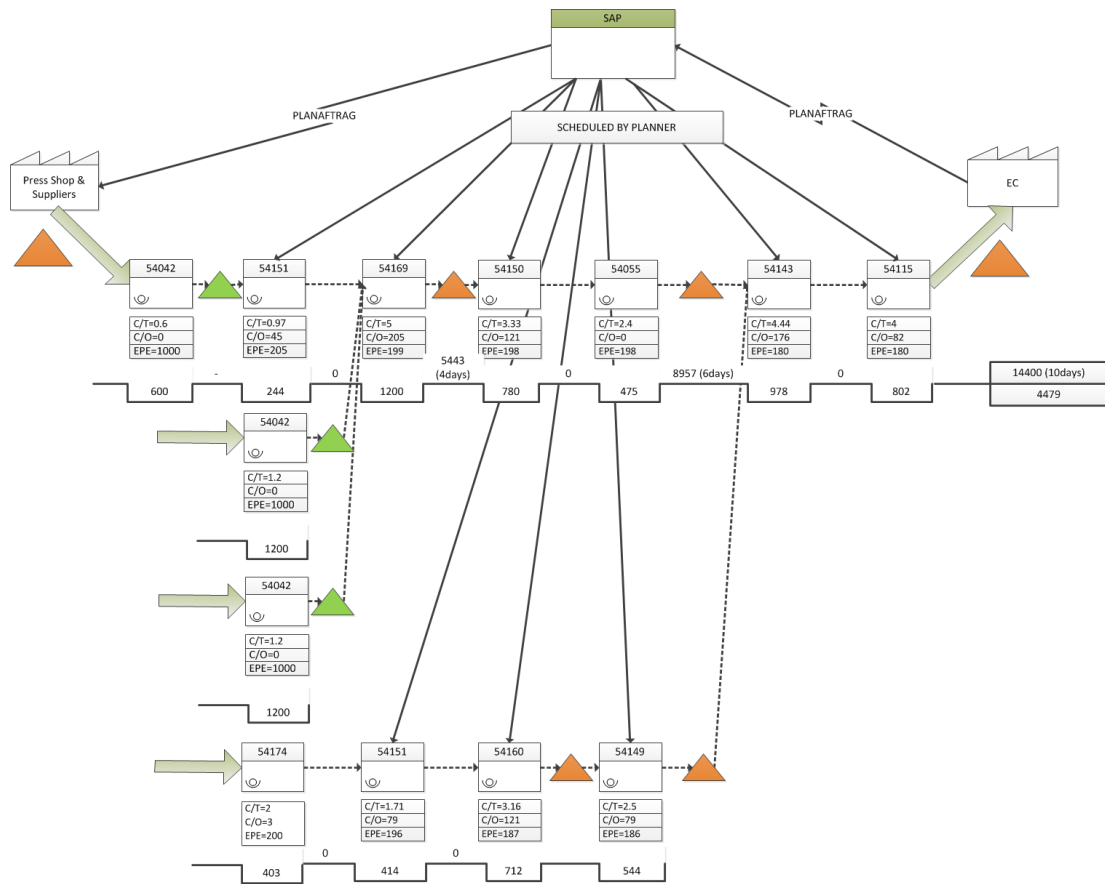 SAP
PLANAFTRAG
PLANAFTRAG
SCHEDULED BY PLANNER
Press Shop &
Suppliers
EC
54042
54151
54169
54150
54055
54143
54115
C/T=0.6
C/O=0
EPE=1000
C/T=0.97
C/O=45
EPE=205
C/T=5
C/O=205
EPE=199
C/T=3.33
C/O=121
EPE=198
C/T=2.4
C/O=0
EPE=198
C/T=4.44
C/O=176
EPE=180
C/T=4
C/O=82
EPE=180
-
0
5443
(4days)
0
8957 (6days)
0
14400 (10days)
600
244
1200
780
475
978
802
4479
54042
C/T=1.2
C/O=0
EPE=1000
1200
54042
C/T=1.2
C/O=0
EPE=1000
1200
54174
54151
54160
54149
C/T=2
C/O=3
EPE=200
C/T=1.71
C/O=79
EPE=196
C/T=3.16
C/O=121
EPE=187
C/T=2.5
C/O=79
EPE=186
0
0
403
414
712
544